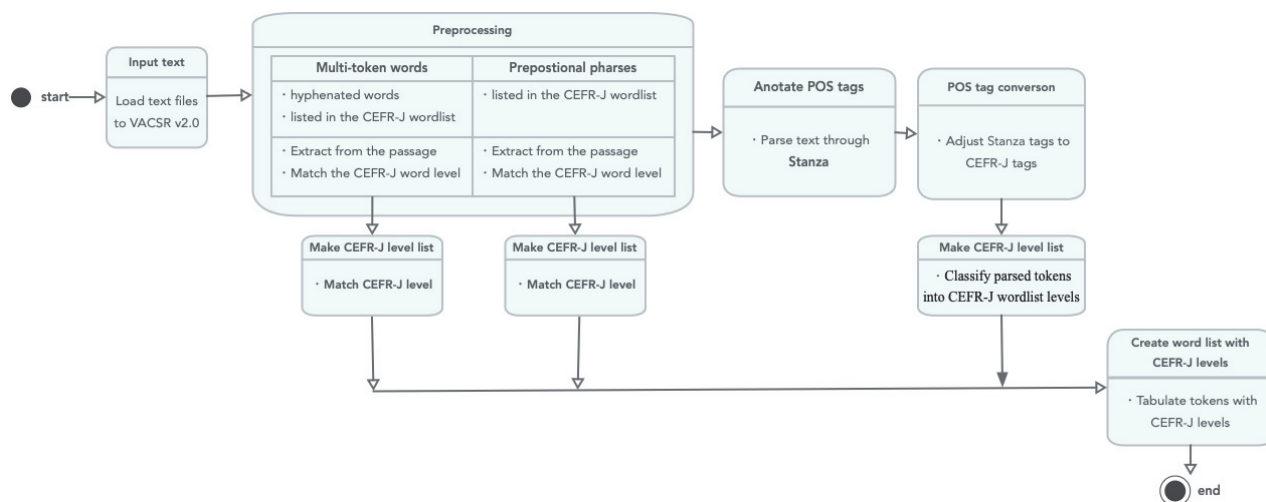 start
Input text
Load text files
to VACSR v2.0
Preprocessing
Multi-token words
· hyphenated words
· listed in the CEFR-J wordlist
· Extract from the passage
· Match the CEFR-J word level
Prepostional pharses
· listed in the CEFR-J wordlist
· Extract from the passage
· Match the CEFR-J word level
Anotate POS tags
· Parse text through
Stanza
POS tag converson
· Adjust Stanza tags to
CEFR-J tags
Make CEFR-J level list
· Match CEFR-J level
Make CEFR-J level list
· Match CEFR-J level
Make CEFR-J level list
· Classify parsed tokens
into CEFR-J wordlist levels
Create word list with
CEFR-J levels
· Tabulate tokens with
CEFR-J levels
end